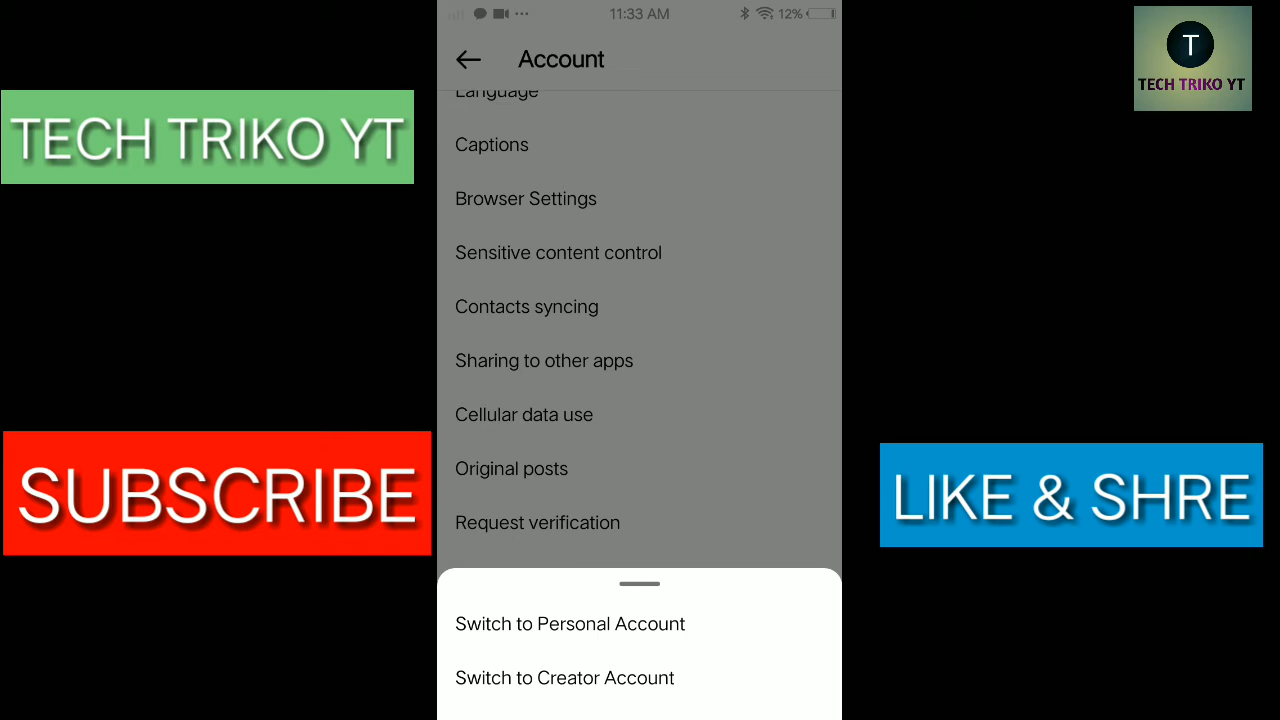 11:33 AM
12%
T
TECH TRIKO YT
Account
Language
TECH TRIKO YT
Captions
Browser Settings
Sensitive content control
Contacts syncing
Sharing to other apps
Cellular data use
Original posts
SUBSCRIBE
LIKE & SHRE
Request verification
Switch to Personal Account
Switch to Creator Account